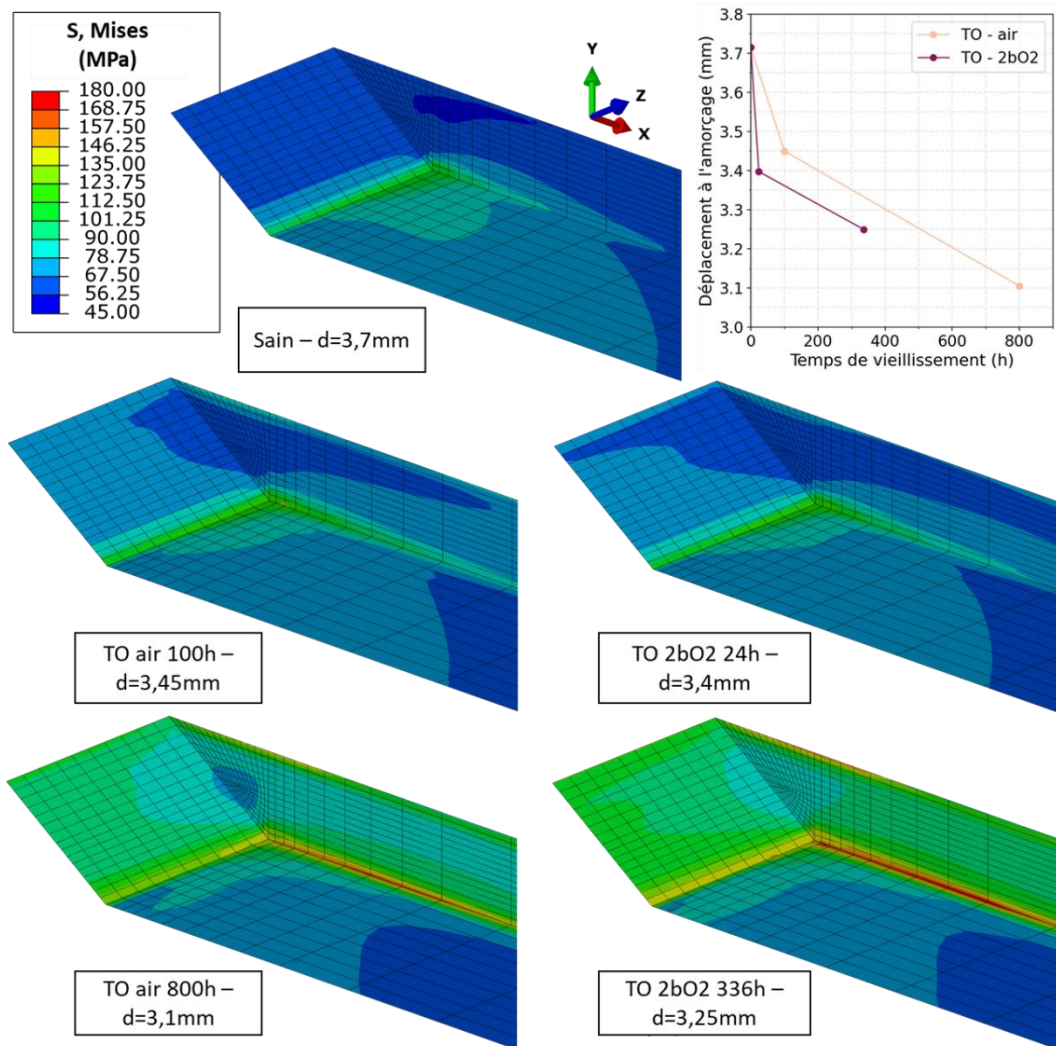 S, Mises
(MPa)
180.00
168.75
157.50
146.25
135.00
123.75
112.50
101.25
90.00
78.75
67.50
56.25
45.00
Y
Z
X
Sain – d=3,7mm
Déplacement à l'amorçage (mm)
3.8
3.7
3.6
3.5
3.4
3.3
3.2
3.1
3.0
TO - air
TO - 2bO2
0
200
400
600
800
Temps de vieillissement (h)
TO air 100h –
d=3,45mm
TO 2bO2 24h –
d=3,4mm
TO air 800h –
d=3,1mm
TO 2bO2 336h –
d=3,25mm